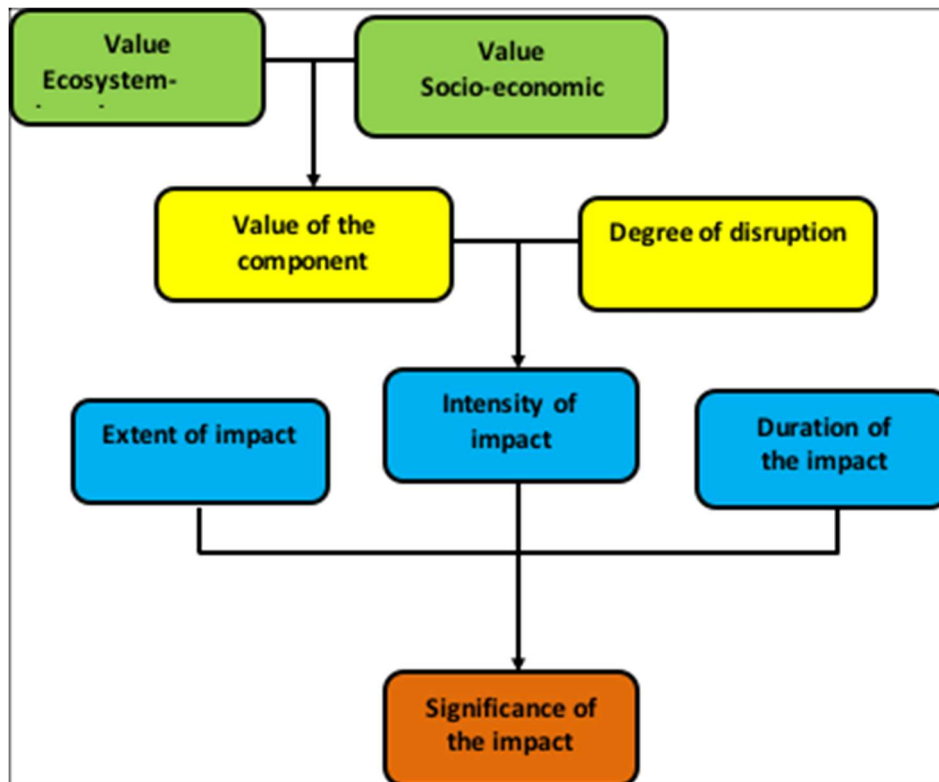 Value
Ecosystem-
Value
Socio-economic
Value of the
component
Degree of disruption
Extent of impact
Intensity of
impact
Duration of
the impact
Significance of
the impact